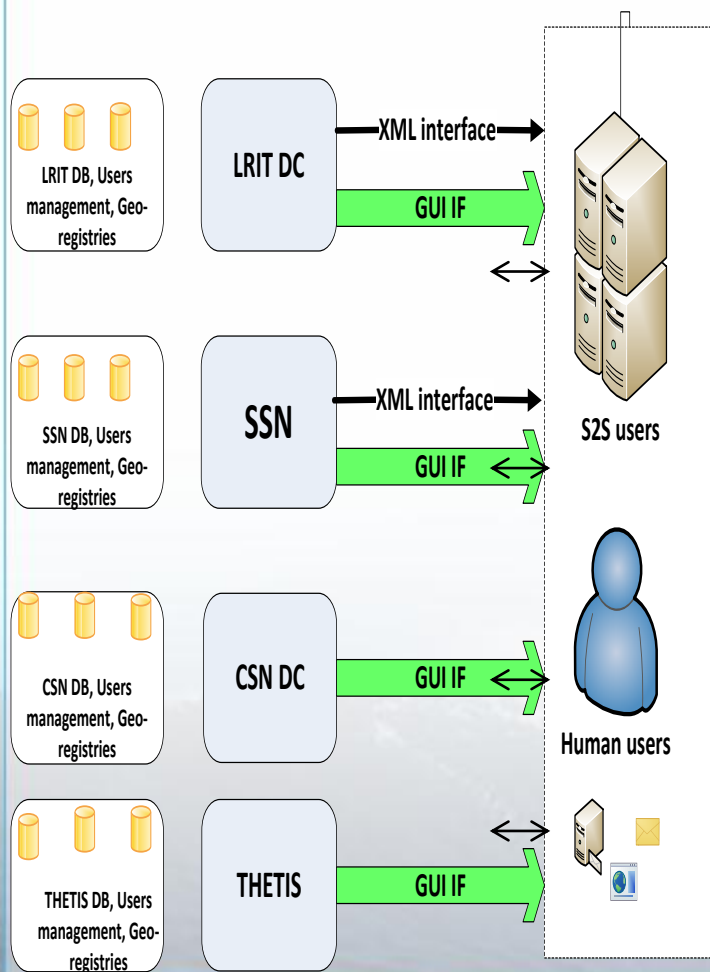 LRIT DB, Users
management, Geo-
registries
LRIT DC
XML interface
GUI IF
SSN DB, Users
management, Geo-
registries
SSN
XML interface
GUI IF
S2S users
CSN DB, Users
management, Geo-
registries
CSN DC
GUI IF
Human users
THETIS DB, Users
management, Geo-
registries
THETIS
GUI IF